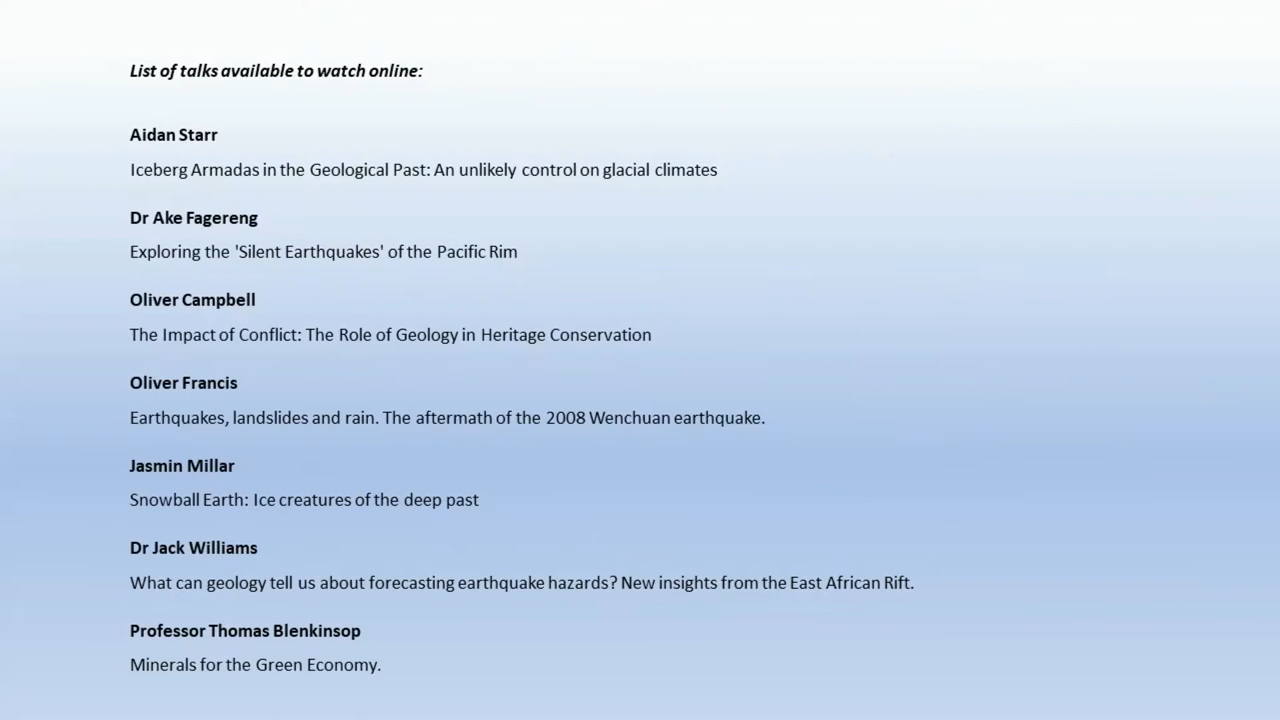 List of talks available to watch online:
Aidan Starr
Iceberg Armadas in the Geological Past: An unlikely control on glacial climates
Dr Ake Fagereng
Exploring the 'Silent Earthquakes' of the Pacific Rim
Oliver Campbell
The Impact of Conflict: The Role of Geology in Heritage Conservation
Oliver Francis
Earthquakes, landslides and rain. The aftermath of the 2008 Wenchuan earthquake.
Jasmin Millar
Snowball Earth: Ice creatures of the deep past
Dr Jack Williams
What can geology tell us about forecasting earthquake hazards? New insights from the East African Rift.
Professor Thomas Blenkinsop
Minerals for the Green Economy.